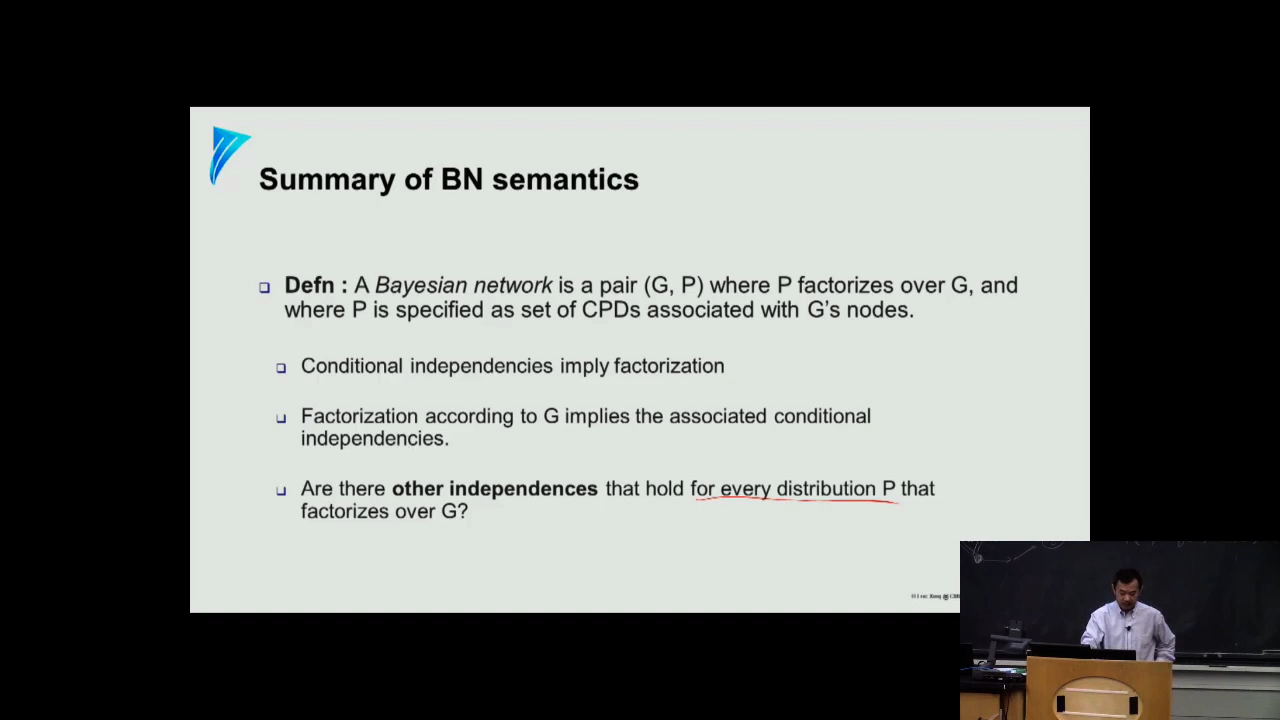 Summary of BN semantics
Defn : A Bayesian network is a pair (G, P) where P factorizes over G, and
where P is specified as set of CPDs associated with G's nodes.
Conditional independencies imply factorization
Factorization according to G implies the associated conditional
independencies.
Are there other independences that hold for every distribution P that
factorizes over G?